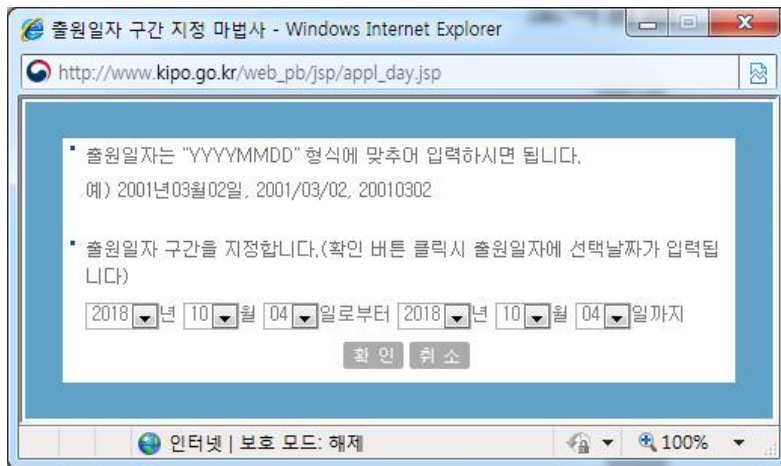 출원일자 구간 지정 마법사 - Windows Internet Explorer
http://www.kipo.go.kr/web_pb/jsp/appl_day.jsp
출원일자는 "YYYYMMDD" 형식에 맞추어 입력하시면 됩니다.
예) 2001년03월02일, 2001/03/02, 20010302
출원일자 구간을 지정합니다.(확인 버튼 클릭시 출원일자에 선택날짜가 입력됩
니다)
2018 년 10 월 04 일로부터 2018 년 10 월 04 일까지
확 인 취 소
인터넷 | 보호 모드: 해제 100%